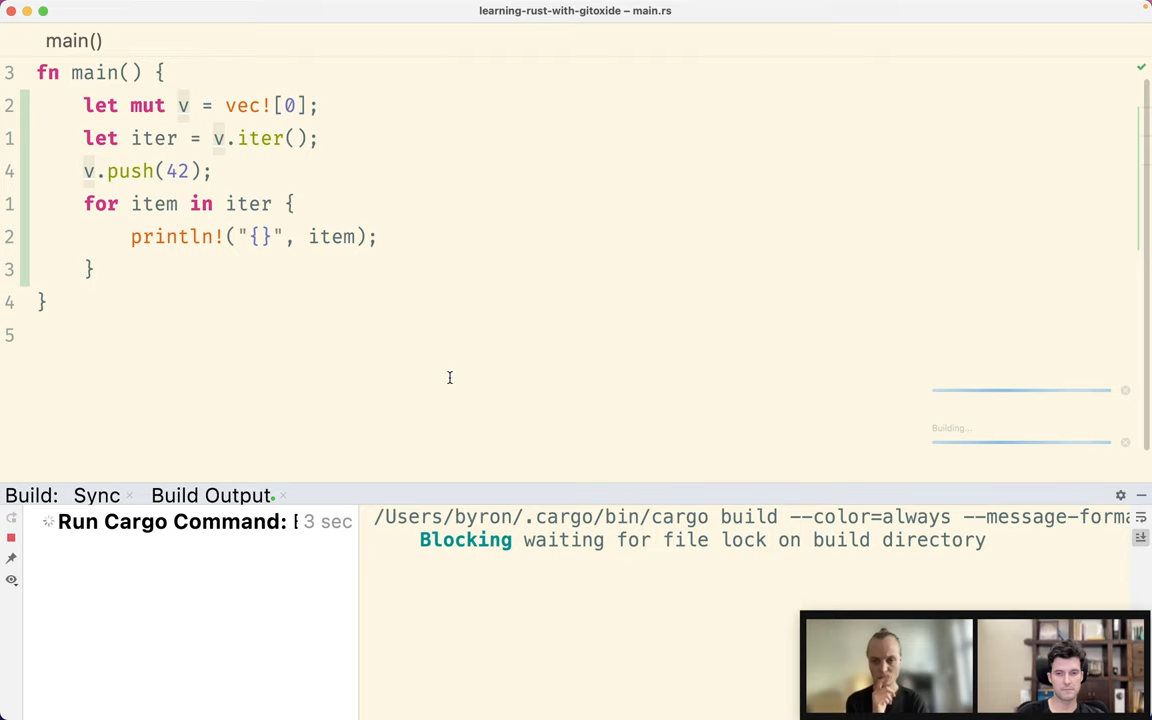 learning-rust-with-gitoxide – main.rs
main()
3 fn main() {
2 let mut v = vec![0];
1 let iter = v.iter();
4 v.push(42);
1 for item in iter {
2 println!("{}", item);
3 }
4 }
5
Building...
Build: Sync × Build Output ×
Run Cargo Command: 3 sec
/Users/byron/.cargo/bin/cargo build --color=always --message-forma
Blocking waiting for file lock on build directory